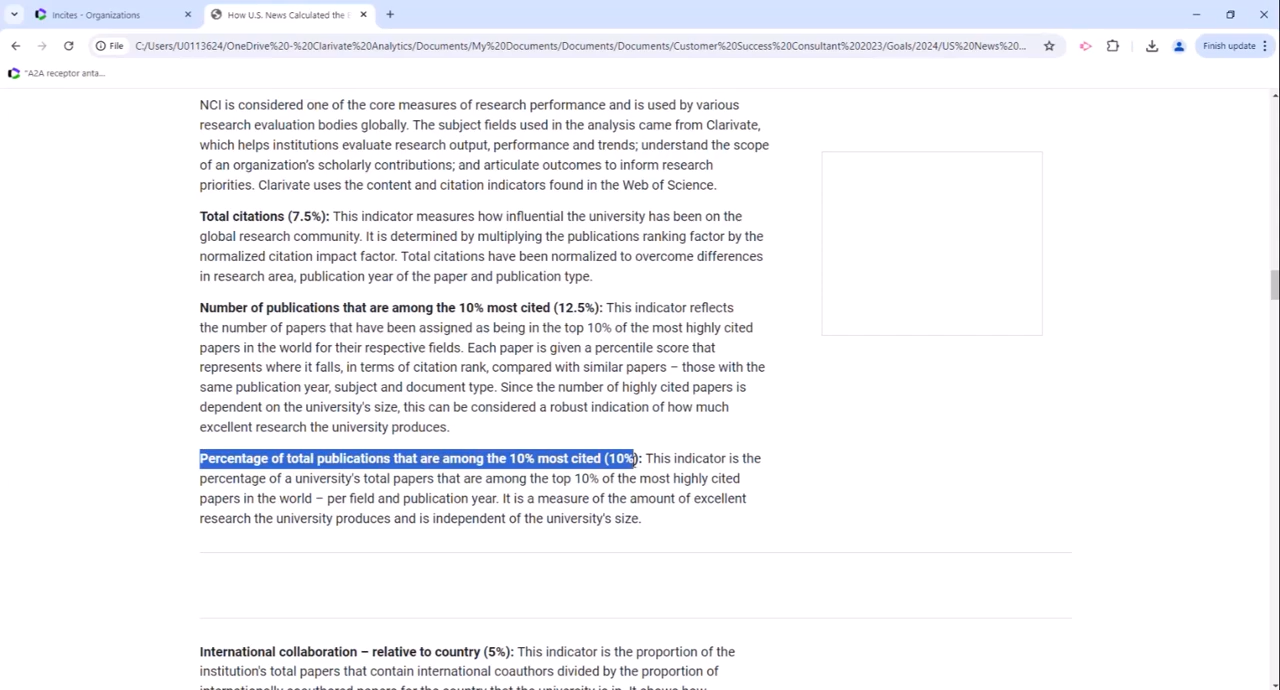 Incites - Organizations
How U.S. News Calculated the
File
C:/Users/U0113624/OneDrive%20-%20Clarivate%20Analytics/Documents/My%20Documents/Documents/Documents/Customer%20Success%20Consultant%202023/Goals/2024/US%20News%20...
Finish update
"A2A receptor anta...
NCI is considered one of the core measures of research performance and is used by various
research evaluation bodies globally. The subject fields used in the analysis came from Clarivate,
which helps institutions evaluate research output, performance and trends; understand the scope
of an organization's scholarly contributions; and articulate outcomes to inform research
priorities. Clarivate uses the content and citation indicators found in the Web of Science.
Total citations (7.5%): This indicator measures how influential the university has been on the
global research community. It is determined by multiplying the publications ranking factor by the
normalized citation impact factor. Total citations have been normalized to overcome differences
in research area, publication year of the paper and publication type.
Number of publications that are among the 10% most cited (12.5%): This indicator reflects
the number of papers that have been assigned as being in the top 10% of the most highly cited
papers in the world for their respective fields. Each paper is given a percentile score that
represents where it falls, in terms of citation rank, compared with similar papers – those with the
same publication year, subject and document type. Since the number of highly cited papers is
dependent on the university's size, this can be considered a robust indication of how much
excellent research the university produces.
Percentage of total publications that are among the 10% most cited (10%): This indicator is the
percentage of a university's total papers that are among the top 10% of the most highly cited
papers in the world – per field and publication year. It is a measure of the amount of excellent
research the university produces and is independent of the university's size.
International collaboration – relative to country (5%): This indicator is the proportion of the
institution's total papers that contain international coauthors divided by the proportion of
internationally coauthored papers for the country that the university is in. It shows how